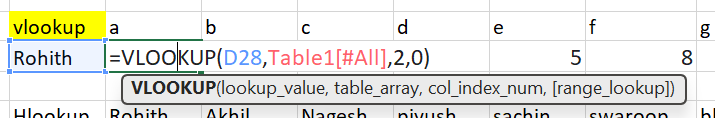 vlookup a b c d e f g
Rohith =VLOOKUP(D28,Table1[#All],2,0) 5 8
VLOOKUP(lookup_value, table_array, col_index_num, [range_lookup])
Hlookup Rohith Akhil Nagesh piyush sachin swaroop